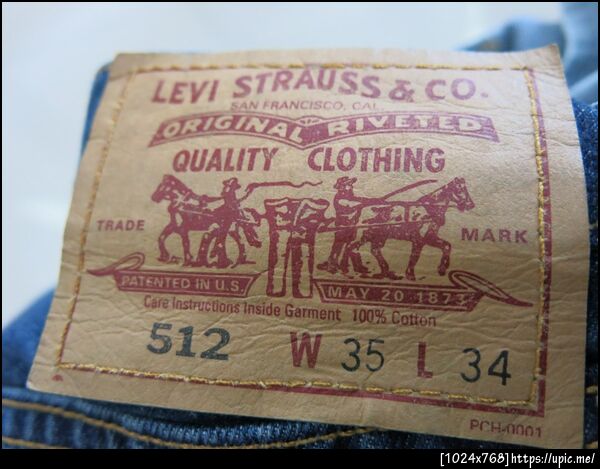 LEVI STRAUSS & CO.
SAN FRANCISCO, CAL.
ORIGINAL RIVETED
QUALITY CLOTHING
TRADE MARK
PATENTED IN U.S. MAY 20 1873
Care Instructions Inside Garment 100% Cotton
512 W 35 L 34
PCH-0001
[1024x768]https://upic.me/